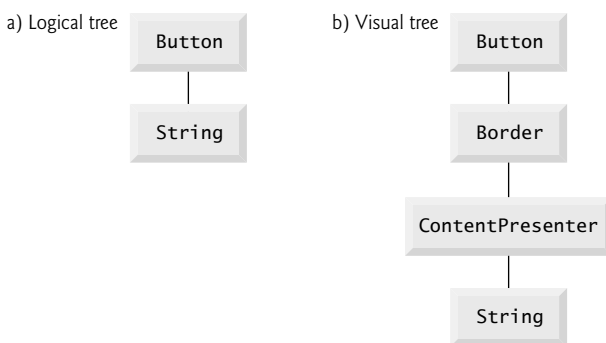 a) Logical tree
Button
String
b) Visual tree
Button
Border
ContentPresenter
String